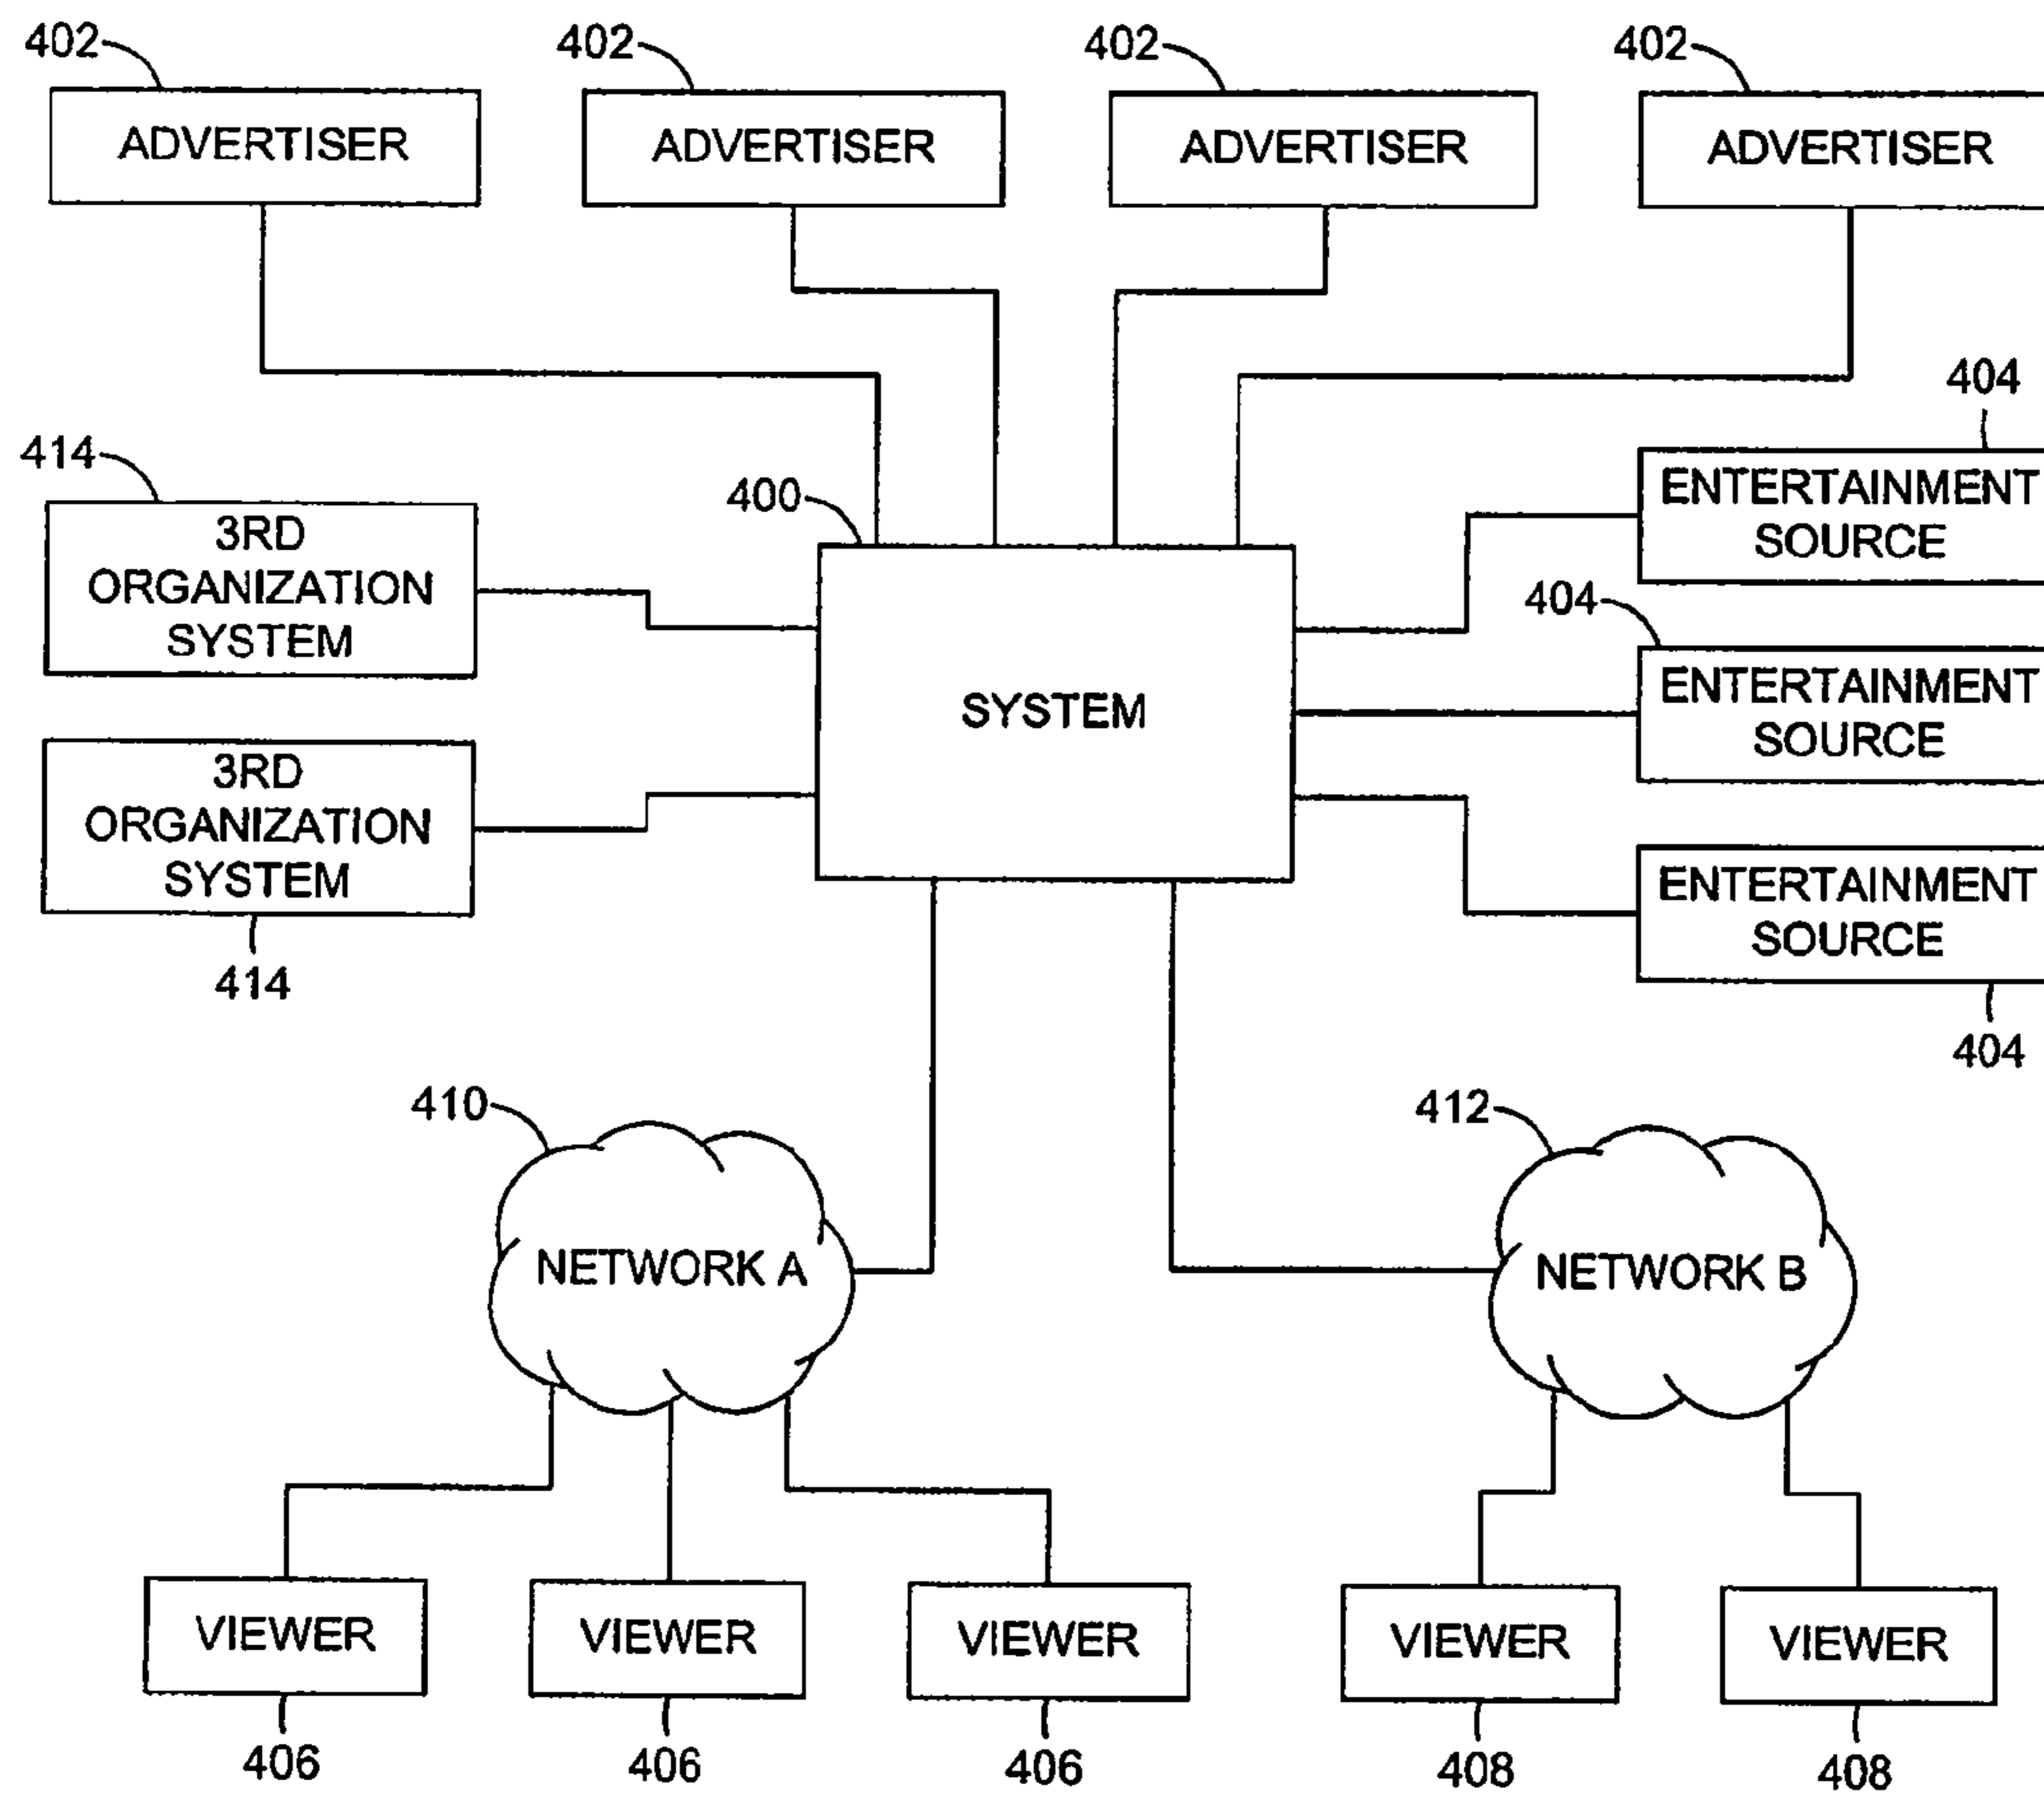 402
402
402
402
ADVERTISER
ADVERTISER
ADVERTISER
ADVERTISER
404
414
400
ENTERTAINMENT
SOURCE
3RD
ORGANIZATION
SYSTEM
404
SYSTEM
ENTERTAINMENT
SOURCE
3RD
ORGANIZATION
SYSTEM
414
ENTERTAINMENT
SOURCE
404
410
412
NETWORK A
NETWORK B
VIEWER
VIEWER
VIEWER
VIEWER
VIEWER
406
406
406
408
408